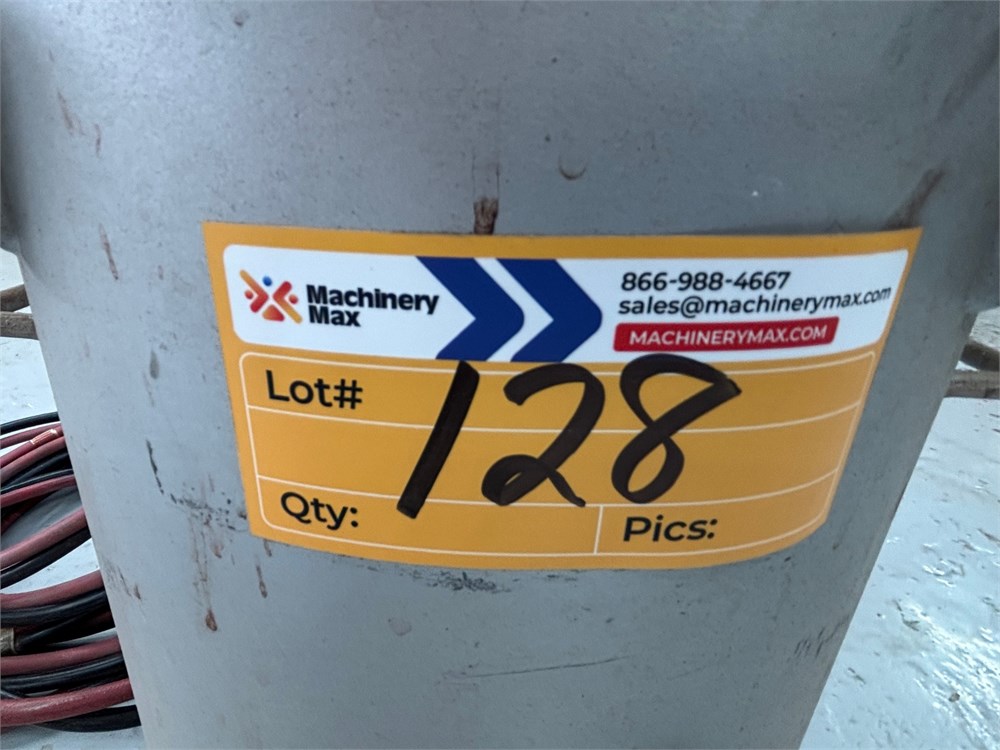 Machinery
Max
866-988-4667
sales@machinerymax.com
MACHINERYMAX.COM
Lot# 128
Qty:
Pics: